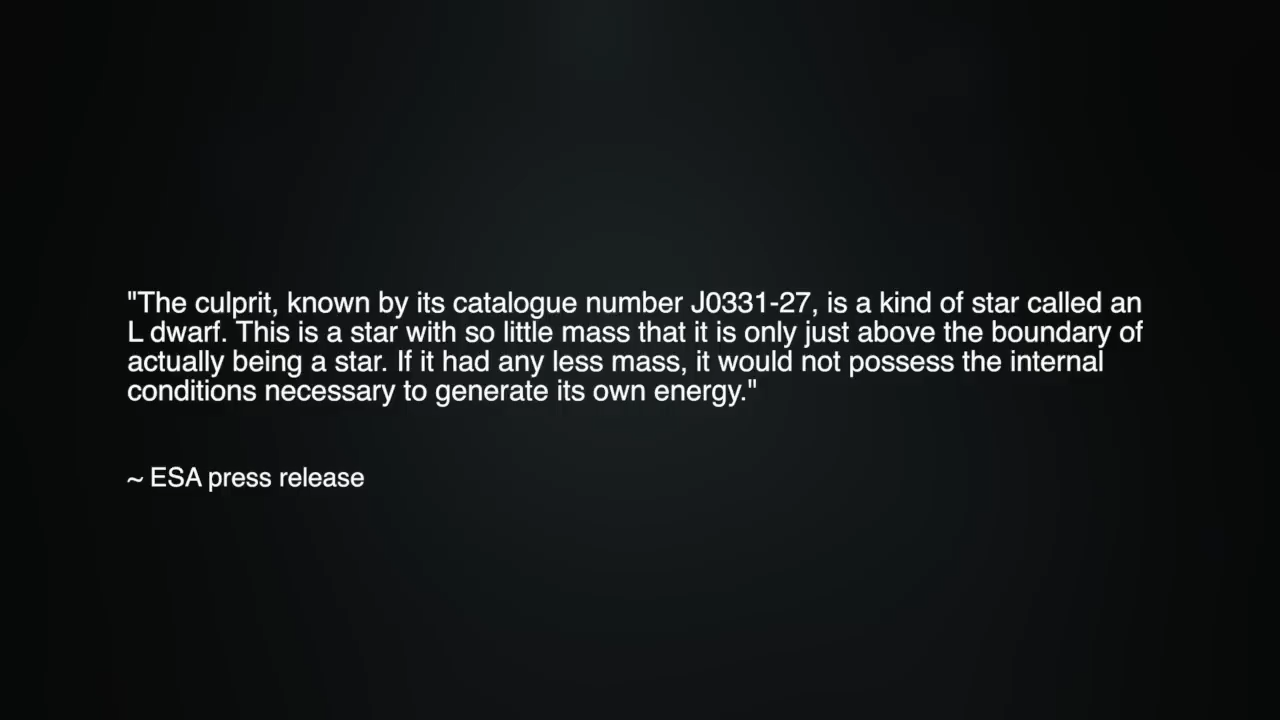 "The culprit, known by its catalogue number J0331-27, is a kind of star called an
L dwarf. This is a star with so little mass that it is only just above the boundary of
actually being a star. If it had any less mass, it would not possess the internal
conditions necessary to generate its own energy."
~ ESA press release